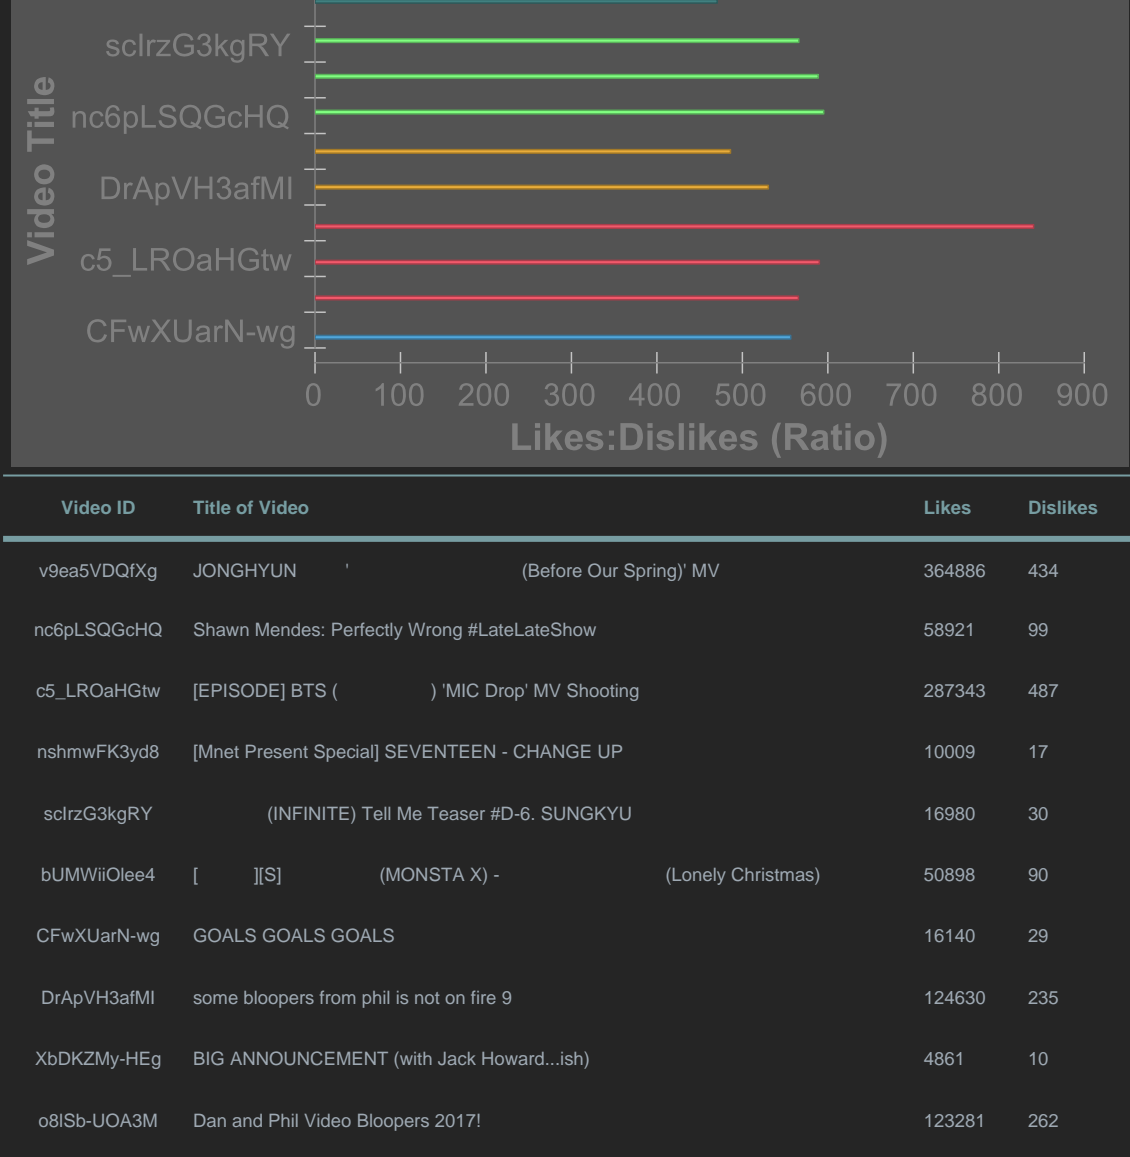 scIrzG3kgRY
nc6pLSQGcHQ
DrApVH3afMI
c5_LROaHGtw
CFwXUarN-wg
Video Title
0 100 200 300 400 500 600 700 800 900
Likes:Dislikes (Ratio)
Video ID Title of Video Likes Dislikes
v9ea5VDQfXg JONGHYUN ' (Before Our Spring)' MV 364886 434
nc6pLSQGcHQ Shawn Mendes: Perfectly Wrong #LateLateShow 58921 99
c5_LROaHGtw [EPISODE] BTS ( ) 'MIC Drop' MV Shooting 287343 487
nshmwFK3yd8 [Mnet Present Special] SEVENTEEN - CHANGE UP 10009 17
scIrzG3kgRY (INFINITE) Tell Me Teaser #D-6. SUNGKYU 16980 30
bUMWiiOlee4 [ ][S] (MONSTA X) - (Lonely Christmas) 50898 90
CFwXUarN-wg GOALS GOALS GOALS 16140 29
DrApVH3afMI some bloopers from phil is not on fire 9 124630 235
XbDKZMy-HEg BIG ANNOUNCEMENT (with Jack Howard...ish) 4861 10
o8lSb-UOA3M Dan and Phil Video Bloopers 2017! 123281 262